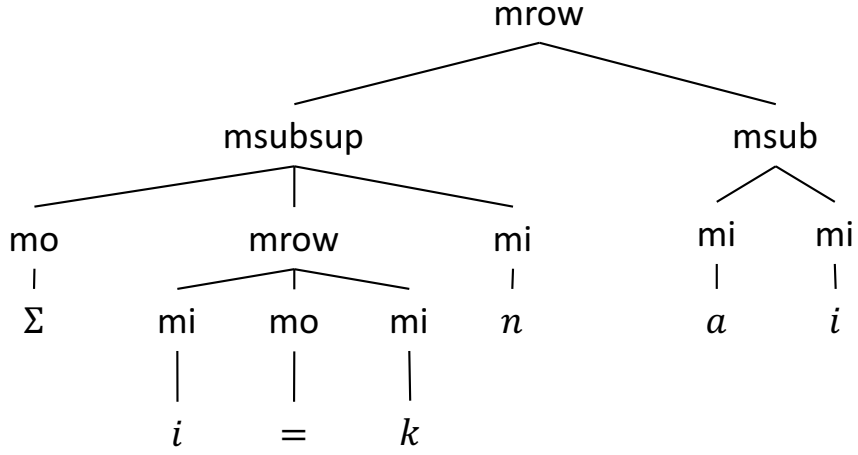 mrow
msubsup msub
mo mrow mi mi mi
Σ mi mo mi n a i
i = k